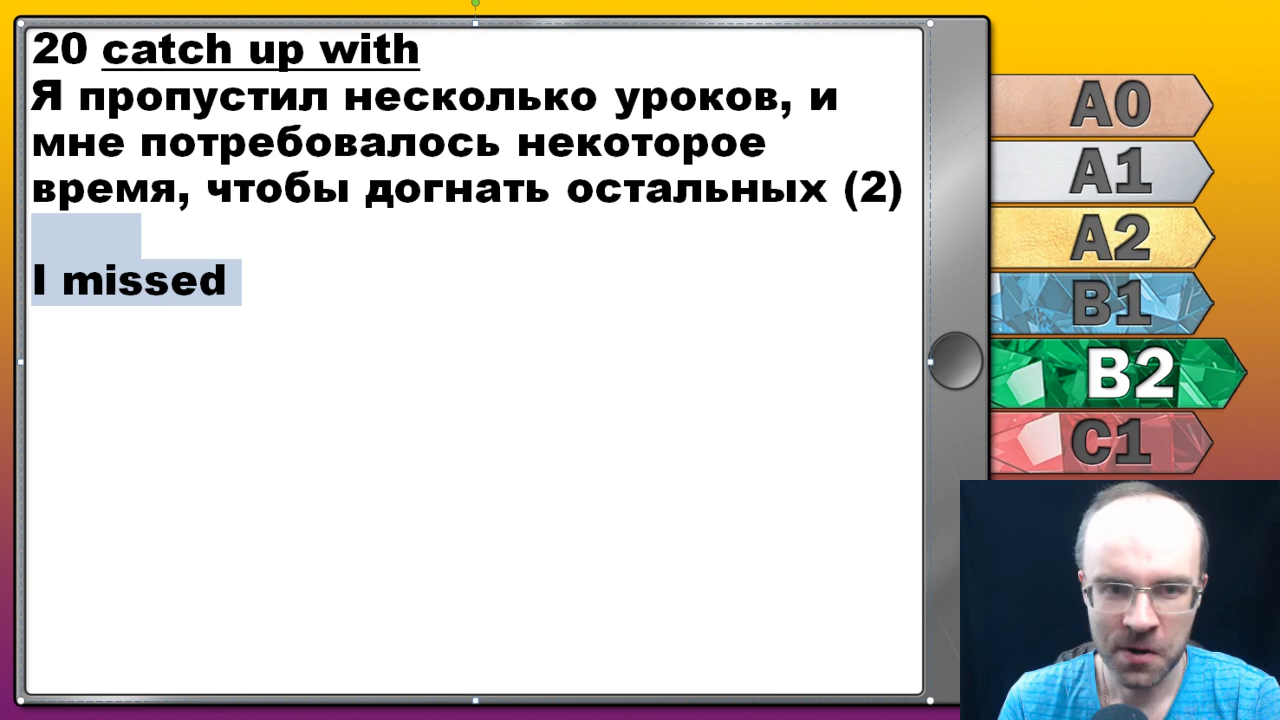 20 catch up with
Я пропустил несколько уроков, и
мне потребовалось некоторое
время, чтобы догнать остальных (2)
I missed
A0
A1
A2
B1
B2
C1